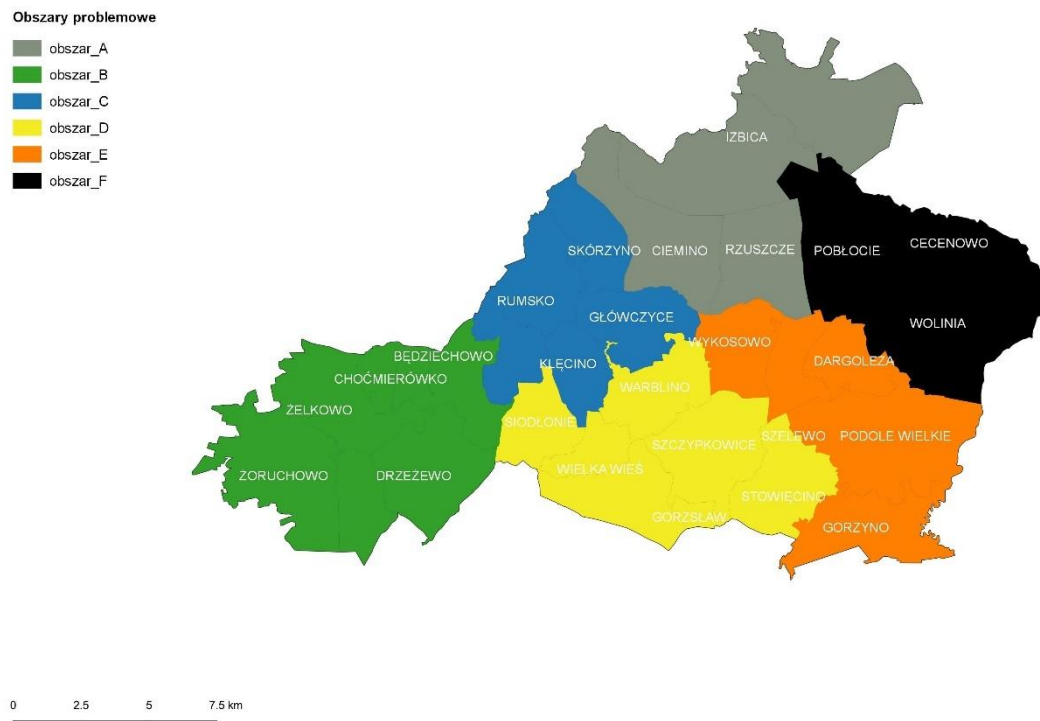 Obszary problemowe
obszar_A
obszar_B
obszar_C
obszar_D
obszar_E
obszar_F
IZBICA
SKÓRZYNO
CIEMINO
RZUSZCZE
POBŁOCIE
CECENOWO
RUMSKO
GŁÓWCZYCE
WOLINIA
BĘDZIECHOWO
KLĘCINO
WYKOSOWO
DARGOLEZA
CHOĆMIERÓWKO
WARBLINO
ŻELKOWO
SIODŁONIE
SZCZYPKOWICE
SZELEWO
PODOLE WIELKIE
ŻORUCHOWO
DRZEŻEWO
WIELKA WIEŚ
STOWIĘCINO
GORZSŁAW
GORZYNO
0 2.5 5 7.5 km